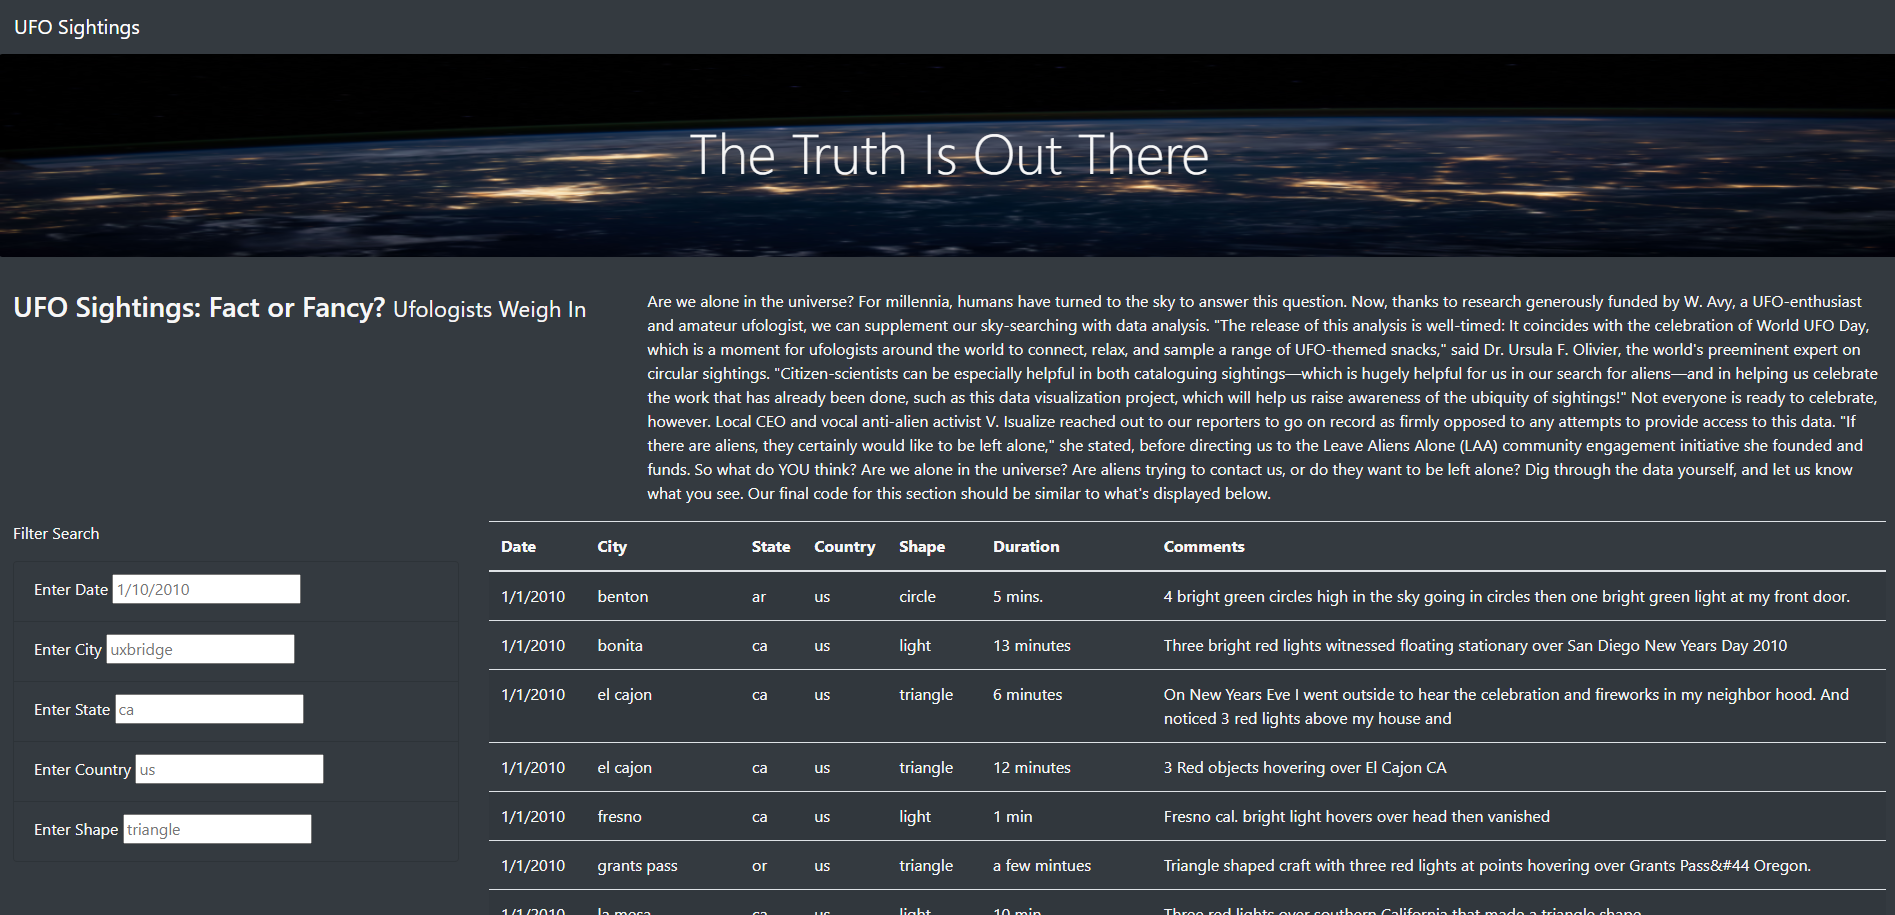 UFO Sightings
The Truth Is Out There
UFO Sightings: Fact or Fancy? Ufologists Weigh In
Are we alone in the universe? For millennia, humans have turned to the sky to answer this question. Now, thanks to research generously funded by W. Avy, a UFO-enthusiast
and amateur ufologist, we can supplement our sky-searching with data analysis. "The release of this analysis is well-timed: It coincides with the celebration of World UFO Day,
which is a moment for ufologists around the world to connect, relax, and sample a range of UFO-themed snacks," said Dr. Ursula F. Olivier, the world's preeminent expert on
circular sightings. "Citizen-scientists can be especially helpful in both cataloguing sightings—which is hugely helpful for us in our search for aliens—and in helping us celebrate
the work that has already been done, such as this data visualization project, which will help us raise awareness of the ubiquity of sightings!" Not everyone is ready to celebrate,
however. Local CEO and vocal anti-alien activist V. Isualize reached out to our reporters to go on record as firmly opposed to any attempts to provide access to this data. "If
there are aliens, they certainly would like to be left alone," she stated, before directing us to the Leave Aliens Alone (LAA) community engagement initiative she founded and
funds. So what do YOU think? Are we alone in the universe? Are aliens trying to contact us, or do they want to be left alone? Dig through the data yourself, and let us know
what you see. Our final code for this section should be similar to what's displayed below.
Filter Search
Enter Date 1/10/2010
Enter City uxbridge
Enter State ca
Enter Country us
Enter Shape triangle
Date City State Country Shape Duration Comments
1/1/2010 benton ar us circle 5 mins. 4 bright green circles high in the sky going in circles then one bright green light at my front door.
1/1/2010 bonita ca us light 13 minutes Three bright red lights witnessed floating stationary over San Diego New Years Day 2010
1/1/2010 el cajon ca us triangle 6 minutes On New Years Eve I went outside to hear the celebration and fireworks in my neighbor hood. And
noticed 3 red lights above my house and
1/1/2010 el cajon ca us triangle 12 minutes 3 Red objects hovering over El Cajon CA
1/1/2010 fresno ca us light 1 min Fresno cal. bright light hovers over head then vanished
1/1/2010 grants pass or us triangle a few mintues Triangle shaped craft with three red lights at points hovering over Grants Pass&#44 Oregon.
1/1/2010 la mesa ca us light 10 min Three red lights over southern California that made a triangle shape